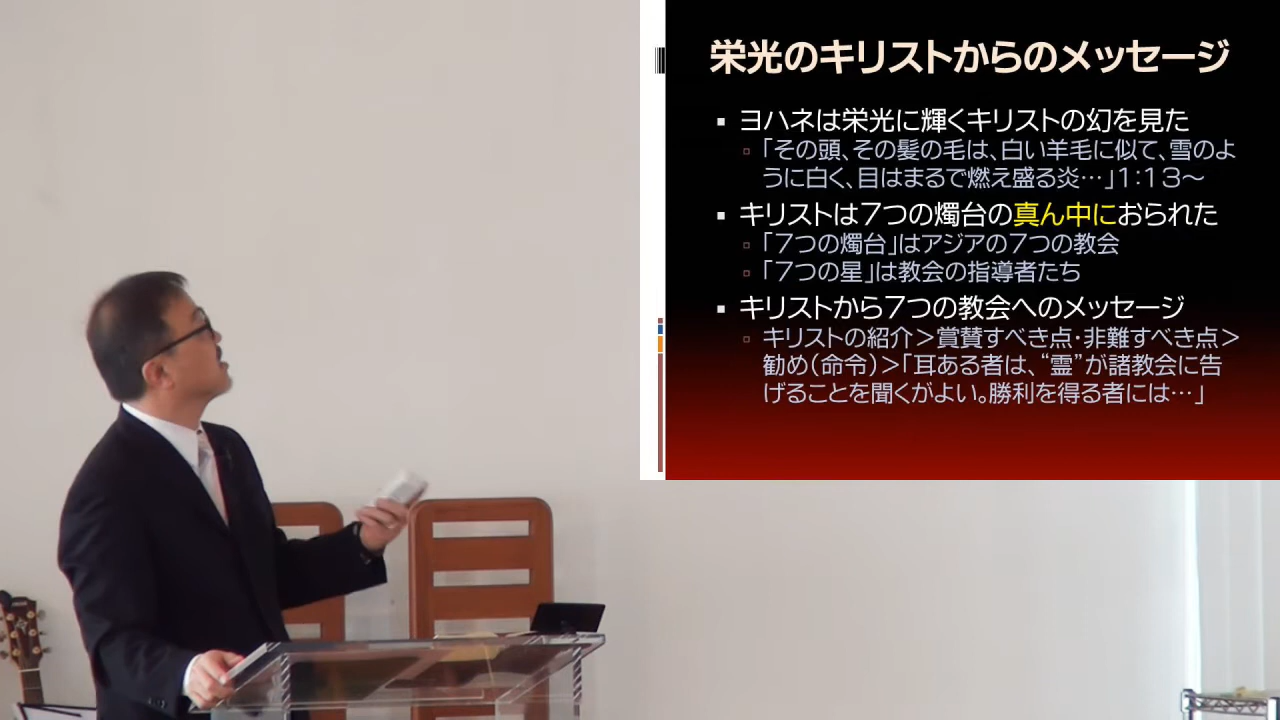 栄光のキリストからのメッセージ
ヨハネは栄光に輝くキリストの幻を見た
「その頭、その髪の毛は、白い羊毛に似て、雪のよ
うに白く、目はまるで燃え盛る炎…」1:13～
キリストは7つの燭台の真ん中におられた
「7つの燭台」はアジアの7つの教会
「7つの星」は教会の指導者たち
キリストから7つの教会へのメッセージ
キリストの紹介＞賞賛すべき点・非難すべき点＞
勧め(命令)＞「耳ある者は、“霊”が諸教会に告
げることを聞くがよい。勝利を得る者には…」